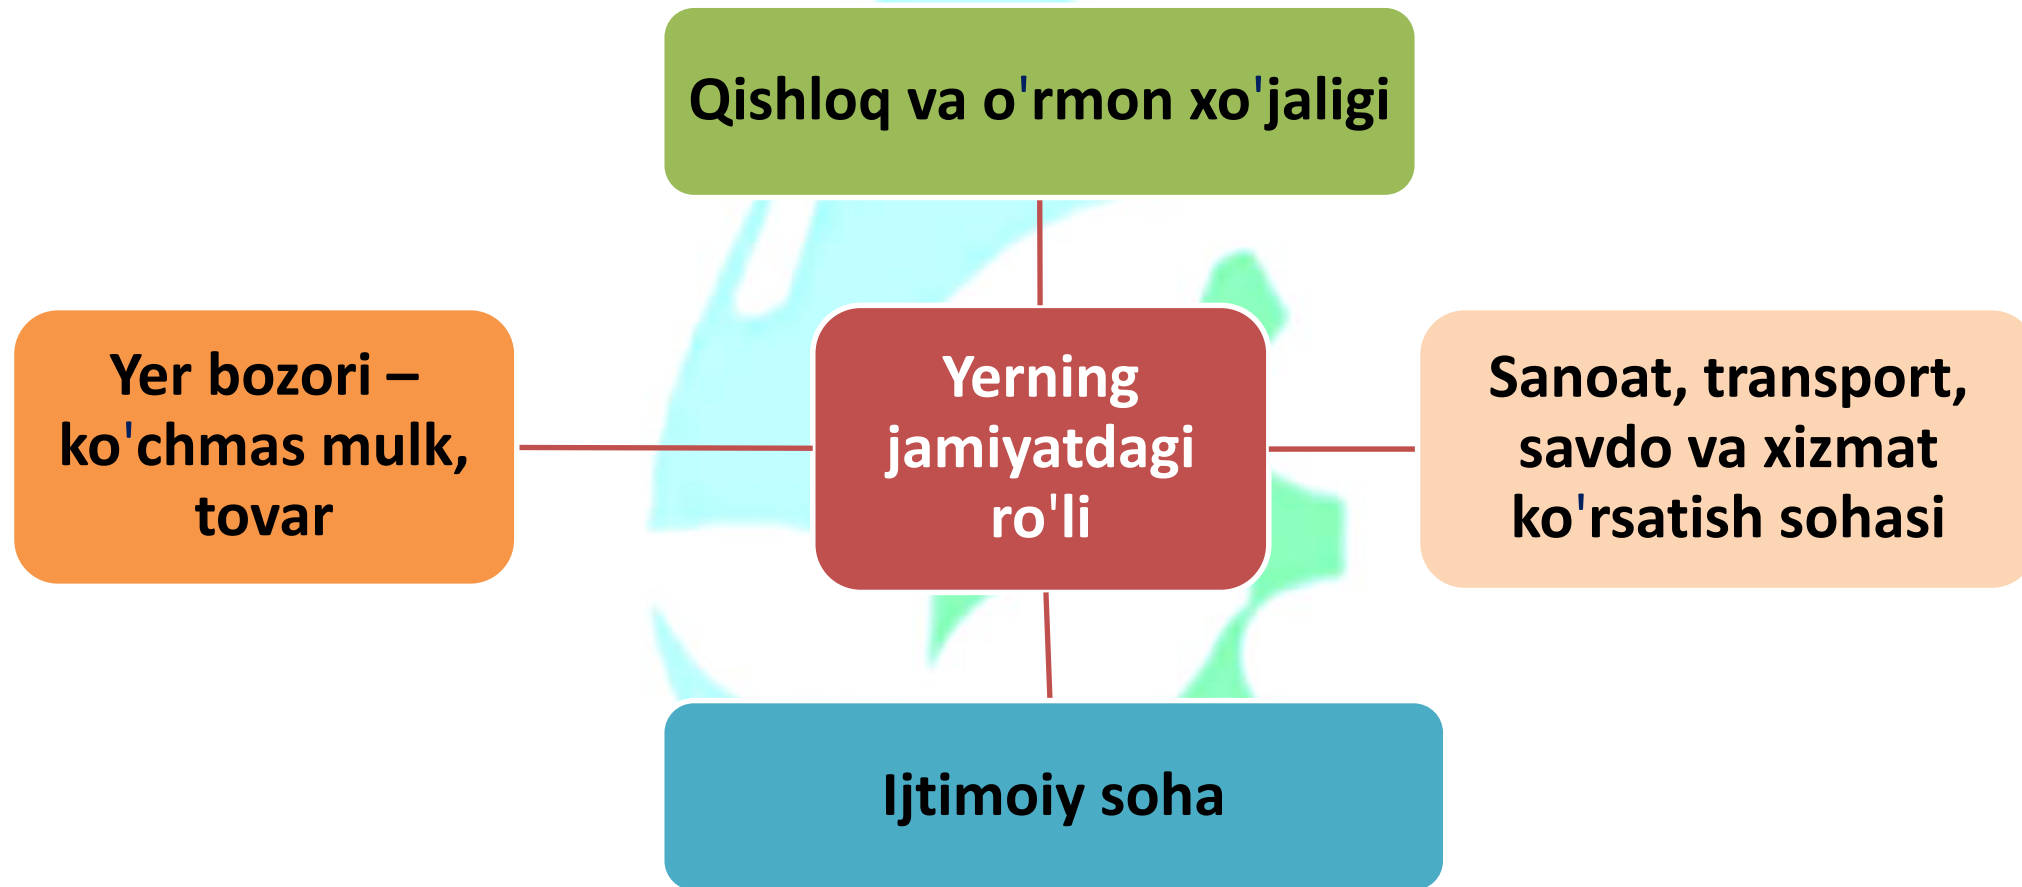 Qishloq va o'rmon xo'jaligi
Yer bozori –
ko'chmas mulk,
tovar
Yerning
jamiyatdagi
ro'li
Sanoat, transport,
savdo va xizmat
ko'rsatish sohasi
Ijtimoiy soha